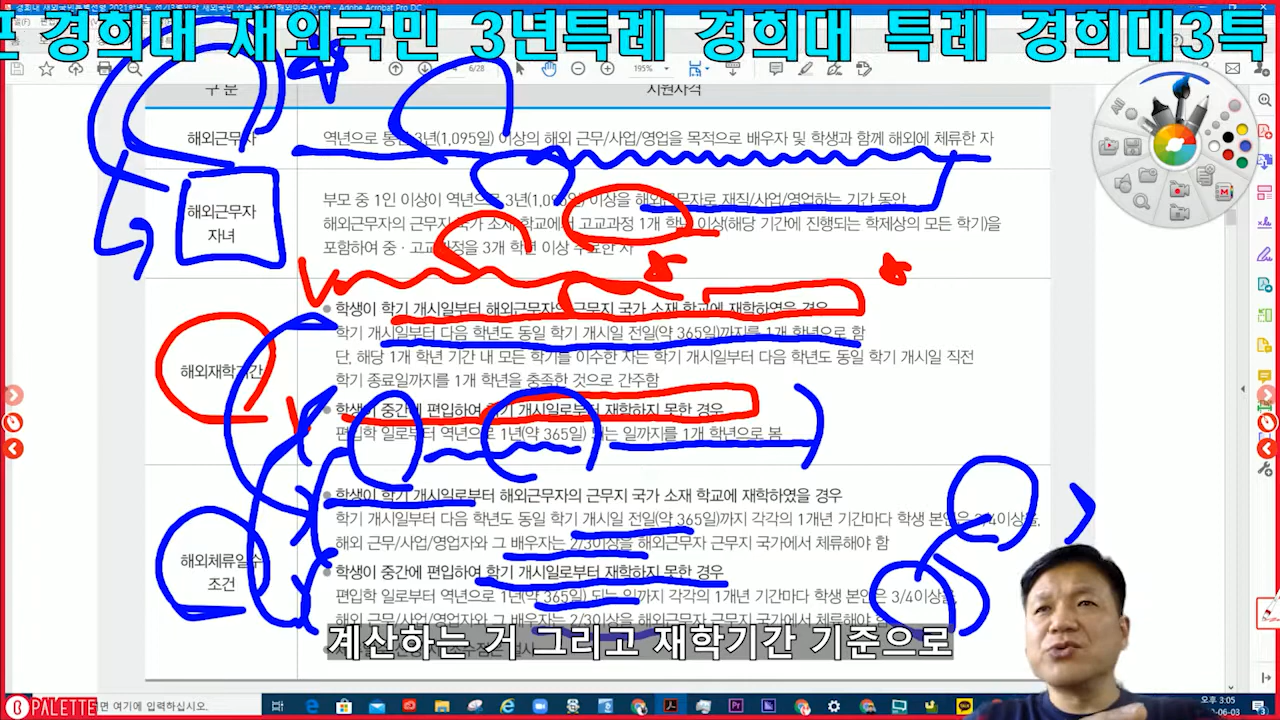 경희대 재외국민 3년특례 경희대 특례 경희대3특
6/28
195%
구 분
지원자격
해외근무자
역년으로 통산 3년(1,095일) 이상의 해외 근무/사업/영업을 목적으로 배우자 및 학생과 함께 해외에 체류한 자
해외근무자
자녀
부모 중 1인 이상이 역년으로 3년(1,095일) 이상을 해외근무자로 재직/사업/영업하는 기간 동안
해외근무자의 근무지 국가 소재 학교에서 고교과정 1개 학년 이상(해당 기간에 진행되는 학제상의 모든 학기)을
포함하여 중 · 고교과정을 3개 학년 이상 수료한 자
해외재학기간
● 학생이 학기 개시일부터 해외근무자의 근무지 국가 소재 학교에 재학하였을 경우
학기 개시일부터 다음 학년도 동일 학기 개시일 전일(약 365일)까지를 1개 학년으로 함
단, 해당 1개 학년 기간 내 모든 학기를 이수한 자는 학기 개시일부터 다음 학년도 동일 학기 개시일 직전
학기 종료일까지를 1개 학년을 충족한 것으로 간주함
● 학생이 중간에 편입하여 학기 개시일로부터 재학하지 못한 경우
편입학 일로부터 역년으로 1년(약 365일) 되는 일까지를 1개 학년으로 봄
해외체류일수
조건
● 학생이 학기 개시일로부터 해외근무자의 근무지 국가 소재 학교에 재학하였을 경우
학기 개시일부터 다음 학년도 동일 학기 개시일 전일(약 365일)까지 각각의 1개년 기간마다 학생 본인은 3/4이상을,
해외 근무/사업/영업자와 그 배우자는 2/3이상을 해외근무자 근무지 국가에서 체류해야 함
● 학생이 중간에 편입하여 학기 개시일로부터 재학하지 못한 경우
편입학 일로부터 역년으로 1년(약 365일) 되는 일까지 각각의 1개년 기간마다 학생 본인은 3/4이상을,
해외 근무/사업/영업자와 그 배우자는 2/3이상을 해외근무자 근무지 국가에서 체류해야
계산하는 거 그리고 재학기간 기준으로
PALETTE
면 여기에 입력하십시오.
오후 3:05